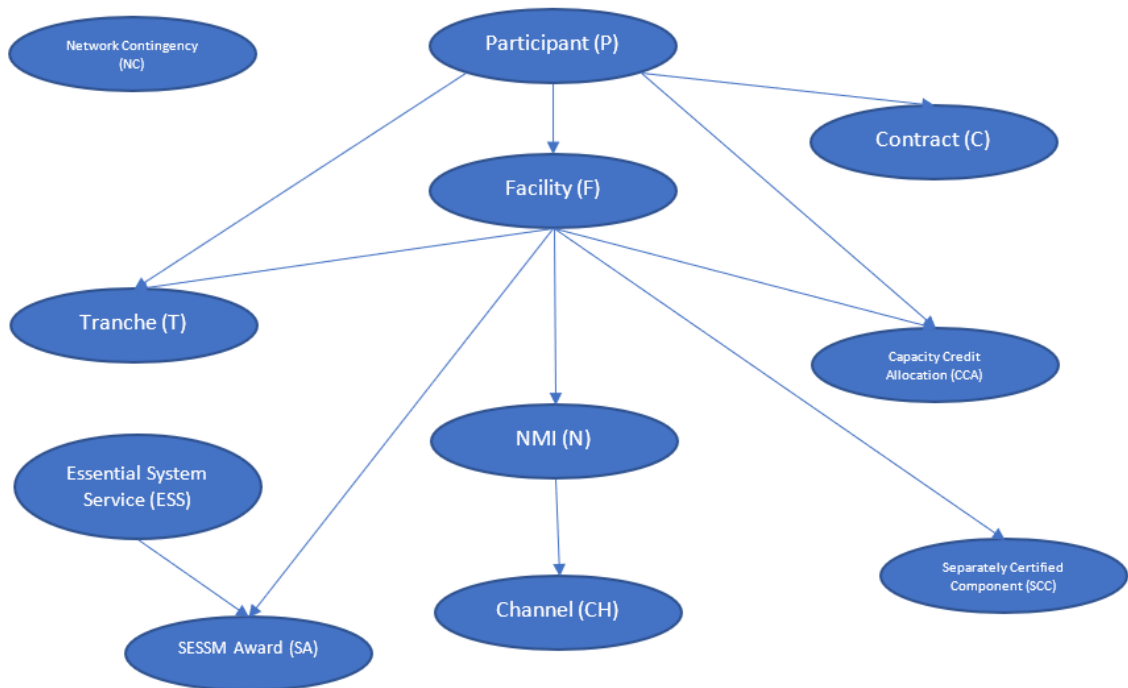 Network Contingency
(NC)
Participant (P)
Contract (C)
Facility (F)
Tranche (T)
Capacity Credit
Allocation (CCA)
NMI (N)
Essential System
Service (ESS)
Separately Certified
Component (SCC)
Channel (CH)
SESSM Award (SA)